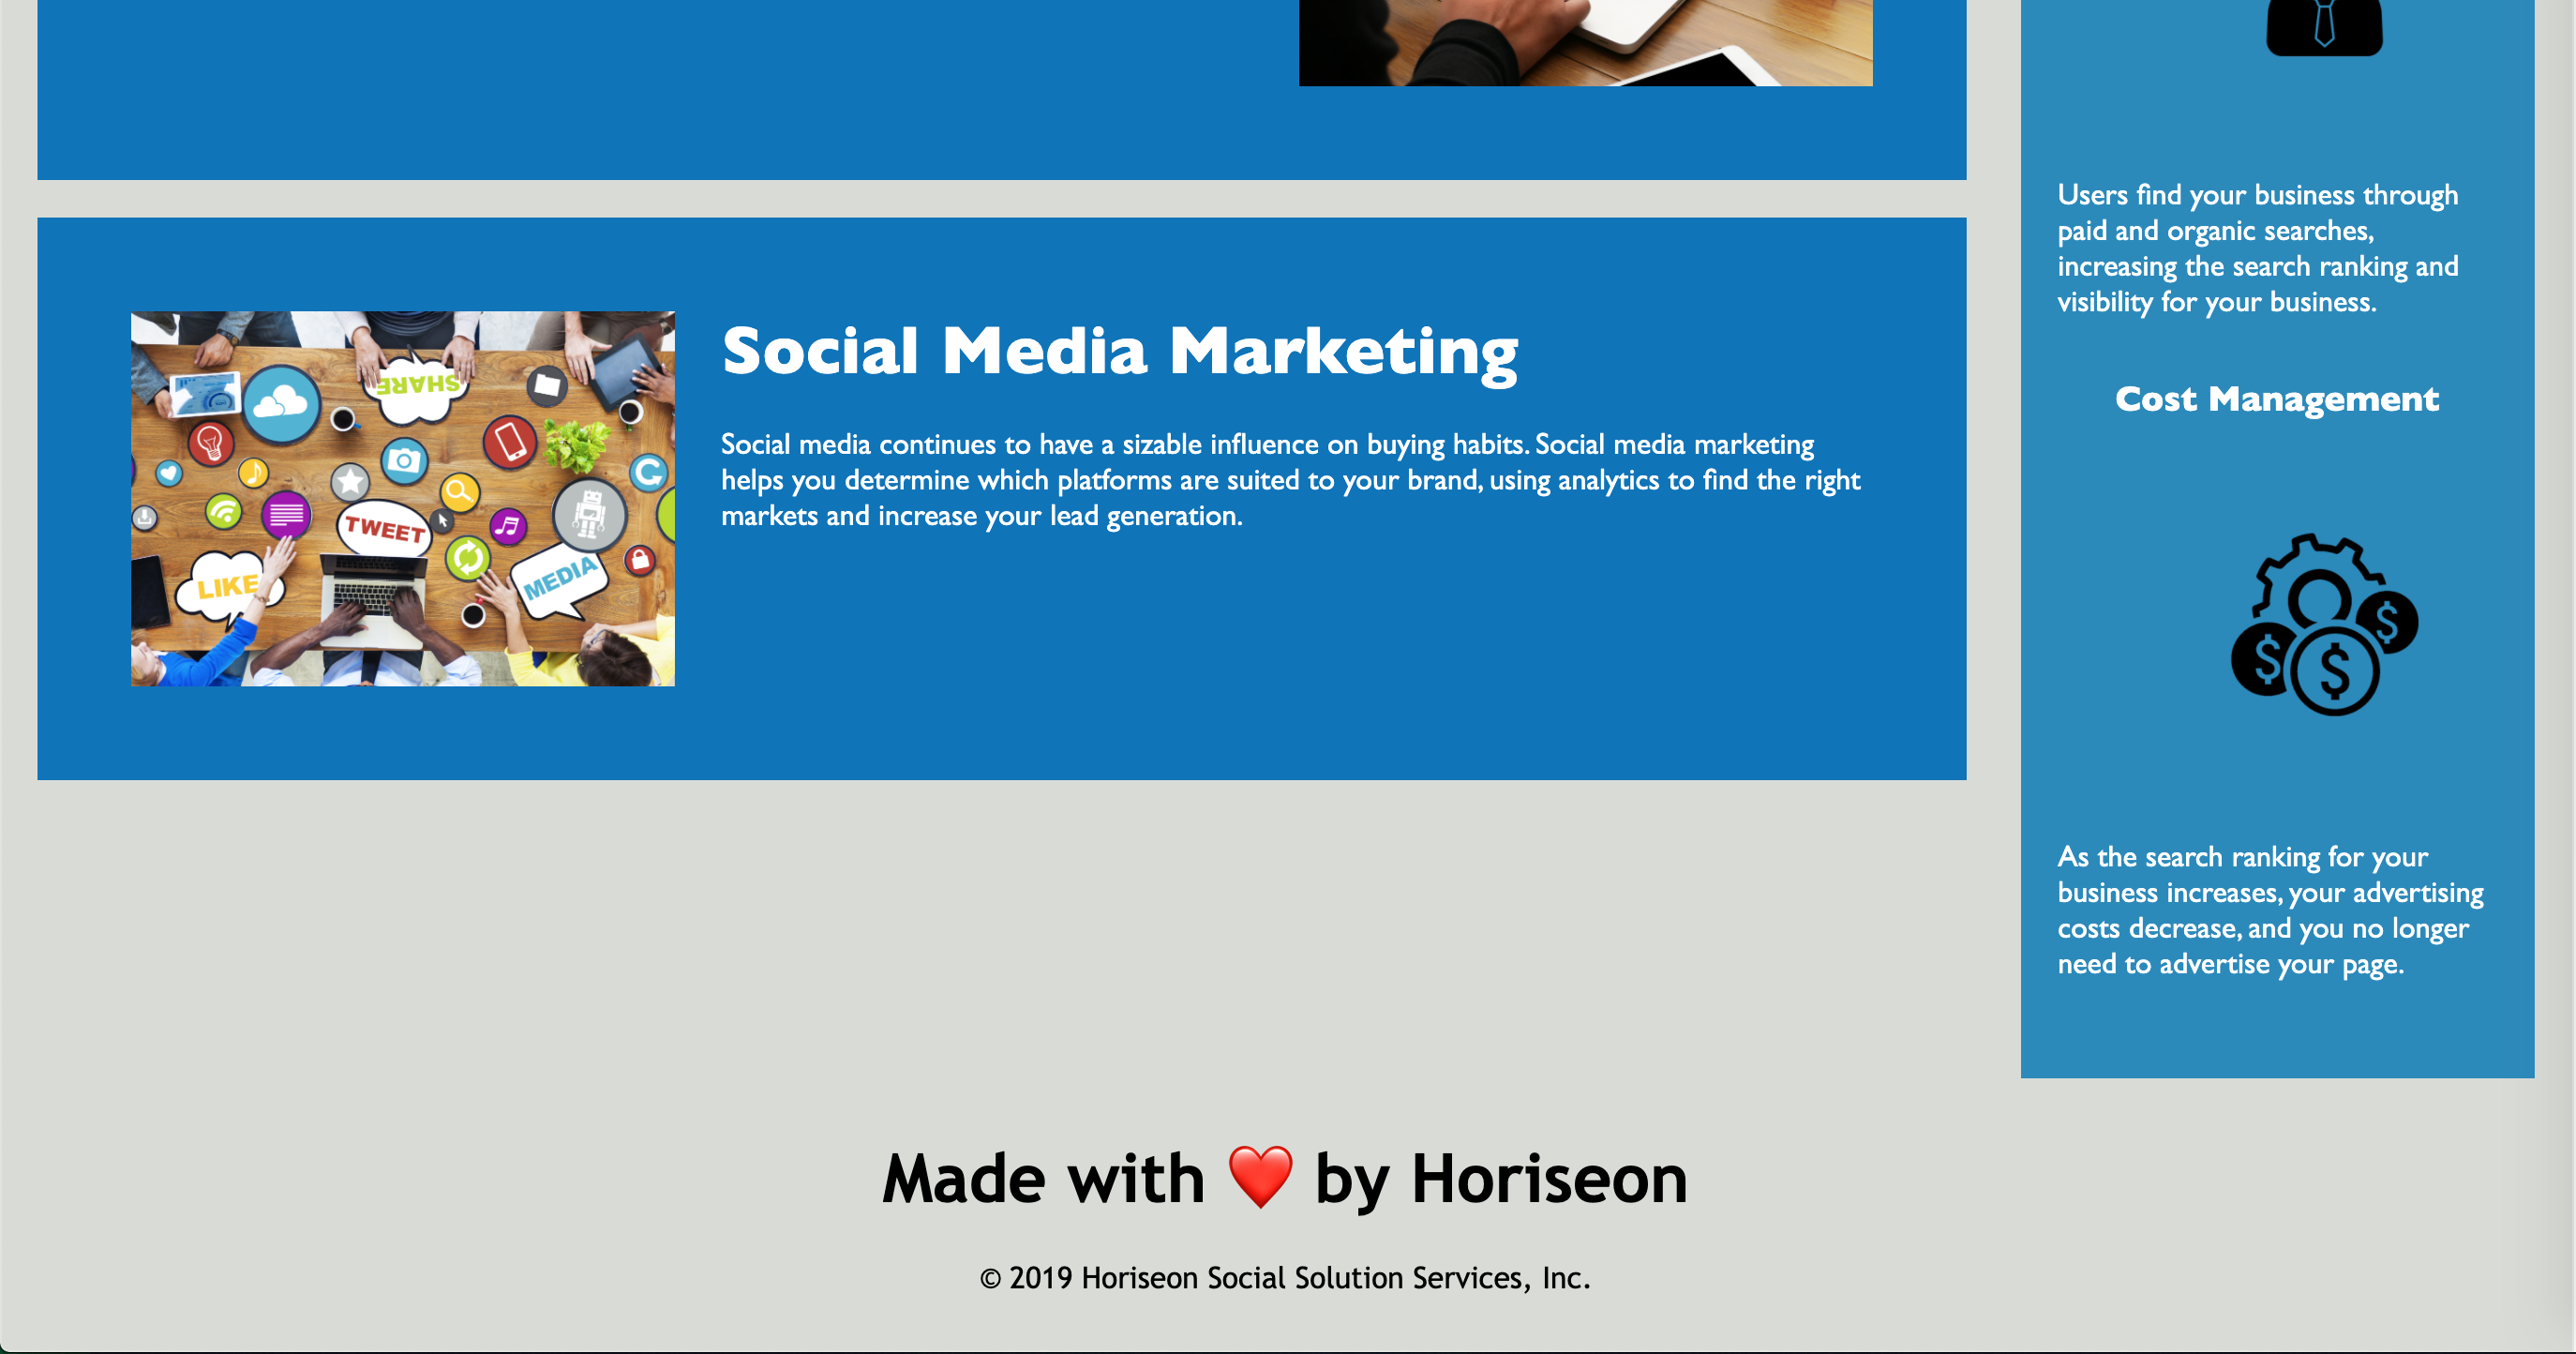 Social Media Marketing
Social media continues to have a sizable influence on buying habits. Social media marketing
helps you determine which platforms are suited to your brand, using analytics to find the right
markets and increase your lead generation.
SHARE
TWEET
LIKE
MEDIA
Users find your business through
paid and organic searches,
increasing the search ranking and
visibility for your business.
Cost Management
$
$
$
As the search ranking for your
business increases, your advertising
costs decrease, and you no longer
need to advertise your page.
Made with ❤️ by Horiseon
© 2019 Horiseon Social Solution Services, Inc.